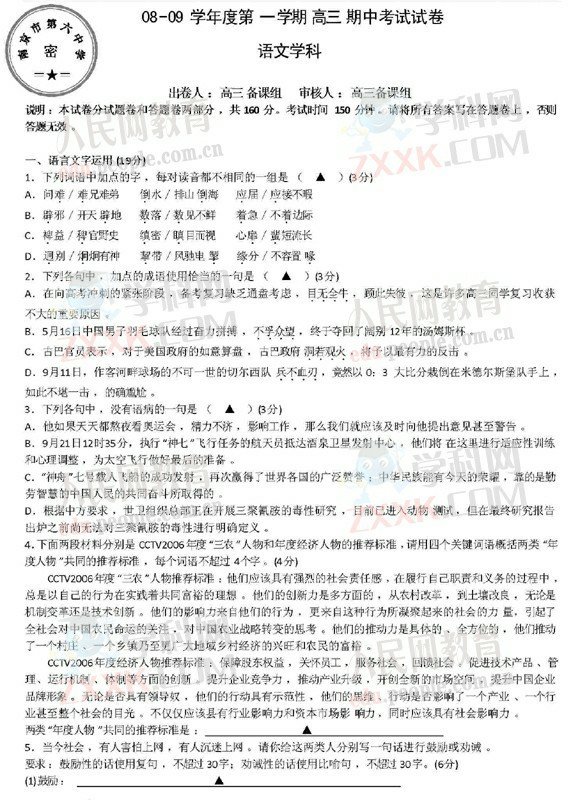 南京市第六中学
密
08-09 学年度第 一学期 高三 期中考试试卷
语文学科
出卷人： 高三 备课组 审核人 ： 高三备课组
说明：本试卷分试题卷和答题卷两部分 ，共 160 分。考试时间 150 分钟。请将所有答案写在答题卷上 ，否则
答题无效 。
一、语言文字运用 (19分)
1．下列词语中加点的字 ，每对读音都不相同的一组是 （ ▲ ）(3分)
A．问难 / 难兄难弟 倒水 / 排山倒海 应届 / 应接不暇
B．辟邪 / 开天辟地 数落 / 数见不鲜 着急 / 不着边际
C．裨益 / 稗官野史 缜密 / 瞋目而视 心扉 / 蜚短流长
D．迥别 / 炯炯有神 掣带 / 风驰电掣 缘分 / 不容置喙
2．下列各句中 ，加点的成语使用恰当的一句是 （ ▲ ）(3分)
A．在向高考冲刺的紧张阶段 ，备考复习缺乏通盘考虑 ，目无全牛 ，顾此失彼 ，这是许多高三同学复习收获
不大的重要原因 。
B．5月16日中国男子羽毛球队经过奋力拼搏 ，不孚众望 ，终于夺回了阔别 12年的汤姆斯杯 。
C．古巴官员表示，对于美国政府的如意算盘 ，古巴政府 洞若观火 ，将予以最有力的反击 。
D．9月11日，作客河畔球场的不可一世的切尔西队 兵不血刃，竟然以0：3 大比分栽倒在米德尔斯堡队手上，
如此不堪一击 ，的确尴尬 。
3．下列各句中 ，没有语病的一句是 （ ▲ ）(3分)
A．他如果天天都熬夜看奥运会 ，精力不济 ，影响工作 ，那么我们就应该及时向他提出意见甚至警告 。
B．9月21日12时35分，执行“神七”飞行任务的航天员抵达酒泉卫星发射中心 ，他们将 在这里进行适应性训练
和心理调整 ，为太空飞行做好最后的准备 。
C．“神舟”七号载人飞船的成功发射 ，再次赢得了世界各国的广泛赞誉 ；中华民族能有今天的荣耀 ，靠的是勤
劳智慧的中国人民的共同奋斗所取得的 。
D．根据中方要求 ，世卫组织总部正在开展三聚氰胺的毒性研究 ，目前已进入动物 测试，但在最终研究报告
出炉之前尚无法对三聚氰胺的毒性进行明确定义 。
4．下面两段材料分别是 CCTV2006 年度 “三农 ”人物和年度经济人物的推荐标准 ，请用四个关键词语概括两类 “年
度人物 ”共同的推荐标准 ，每个词语不超过 4个字 。(4分)
CCTV2006年度 “三农 ”人物推荐标准 ：他们应该具有强烈的社会责任感 ，在履行自己职责和义务的过程中 ，
总是以自己的行为在实践着共同富裕的理想 。他们的创新力是多方面的 ，从农村改革 ，到土壤改良 ，无论是
机制变革还是技术创新 。他们的影响力来自他们的行为 ，更来自这种行为所凝聚起来的社会的力 量，引起了
全社会对中国农民命运的关注 ，对中国农业战略转变的思考 。他们的推动力是具体的 、全方位的 ，他们推动
了一个村庄 、一个乡镇乃至更广大地域乡村经济的兴旺和农民的富裕 。
CCTV2006年度经济人物推荐标准 ：保障股东权益 ，关怀员工 ，服务社会 ，回馈社会 。促进技术产品 、管
理、运行机制 、体制等方面的创新 。提升企业竞争力 ，推动产业升级 ，开创全新的市场空间 ，提升中国企业
品牌形象 。无论是否具有领导奴 ，他们的行动具有示范性 ，他们的思维 、行动是否影响了一个产业 、一个行
业甚至整个社会的目光 。不仅仅应该具有行业影响力和资本市场影 响力，同时应该具有社会影响力 。
两类 “年度人物 ”共同的推荐标准是 ： ▲
5．当今社会 ，有人害怕上网 ，有人沉迷上网 。请你给这两类人分别写一句话进行鼓励或劝诫 。
要求：鼓励性的话使用复句 ，不超过 30字；劝诫性的话使用比喻句 ，不超过30字。(6分)
(1)鼓励： ▲